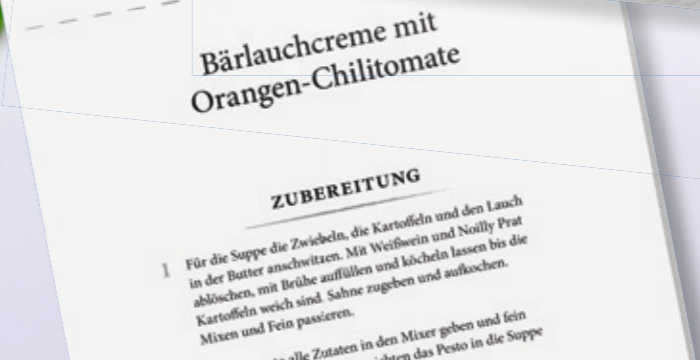 Bärlauchcreme mit
Orangen-Chilitomate
ZUBEREITUNG
1 Für die Suppe die Zwiebeln, die Kartoffeln und den Lauch
in der Butter anschwitzen. Mit Weißwein und Noilly Prat
ablöschen, mit Brühe auffüllen und köcheln lassen bis die
Kartoffeln weich sind. Sahne zugeben und aufkochen.
Mixen und Fein passieren.
alle Zutaten in den Mixer geben und fein
das Pesto in die Suppe